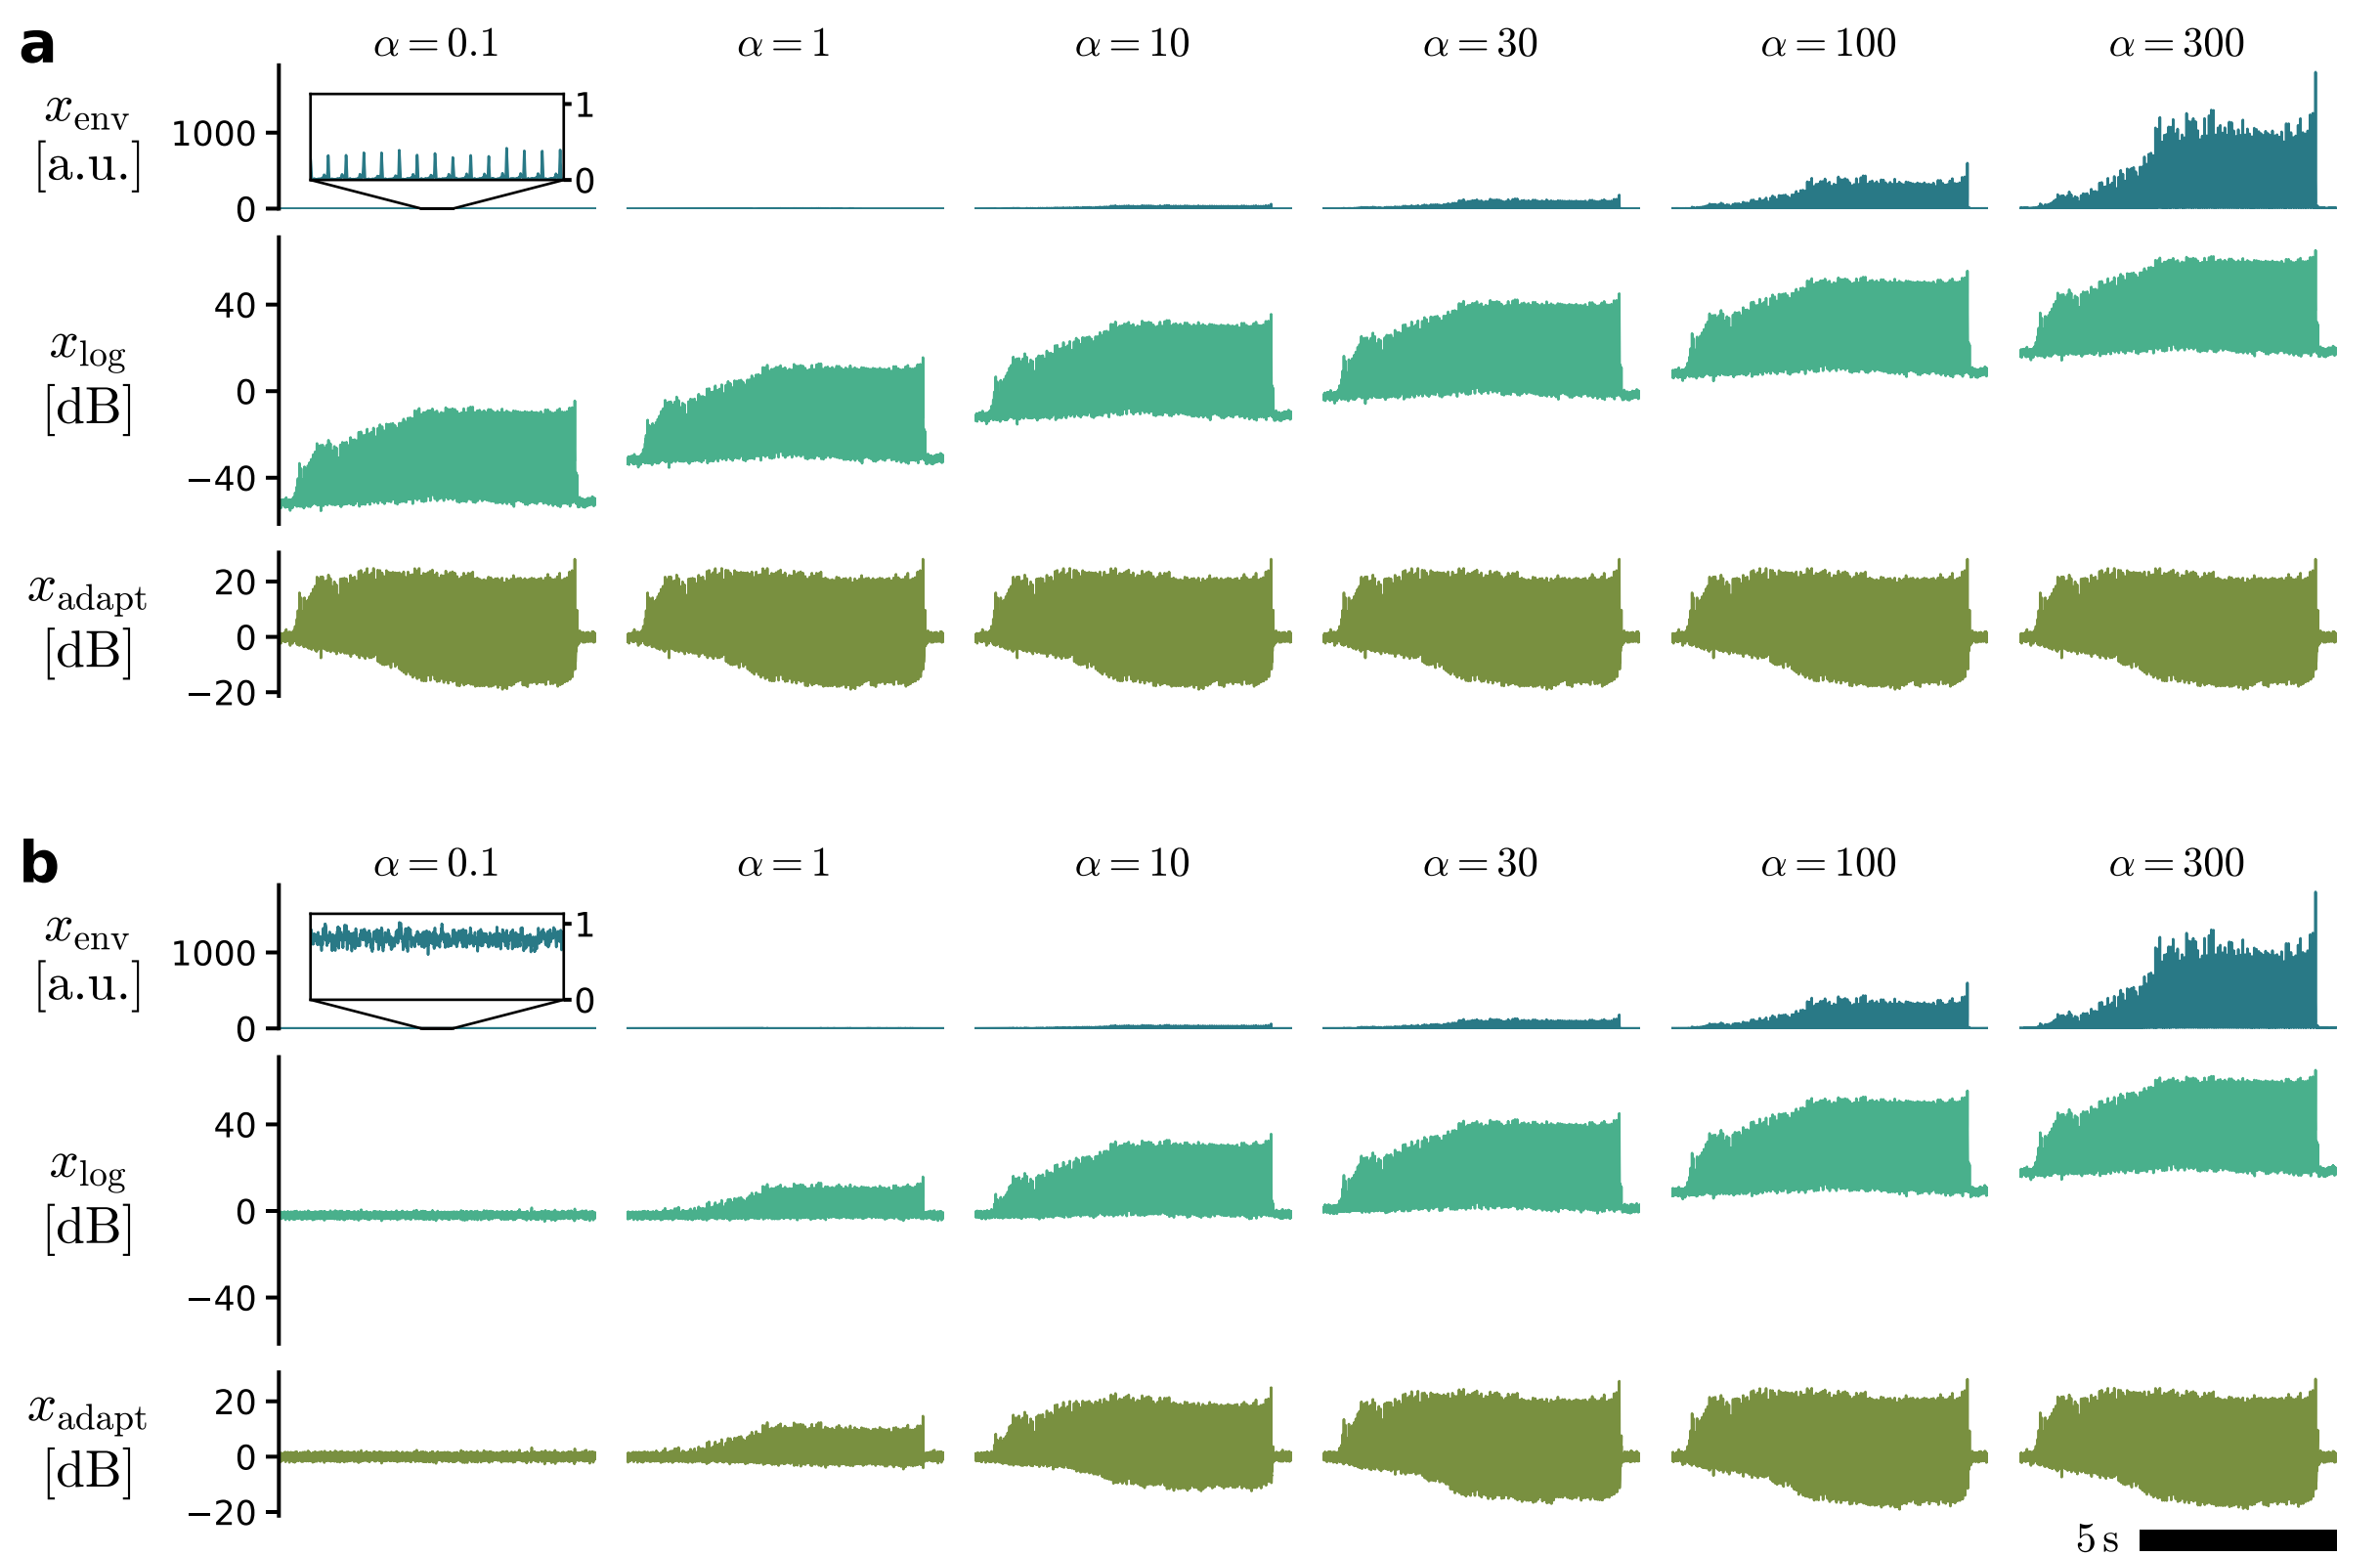 a
α = 0.1
α = 1
α = 10
α = 30
α = 100
α = 300
x_env
[a.u.]
1000
0
1
0
x_log
[dB]
40
0
−40
x_adapt
[dB]
20
0
−20
b
α = 0.1
α = 1
α = 10
α = 30
α = 100
α = 300
x_env
[a.u.]
1000
0
1
0
x_log
[dB]
40
0
−40
x_adapt
[dB]
20
0
−20
5 s